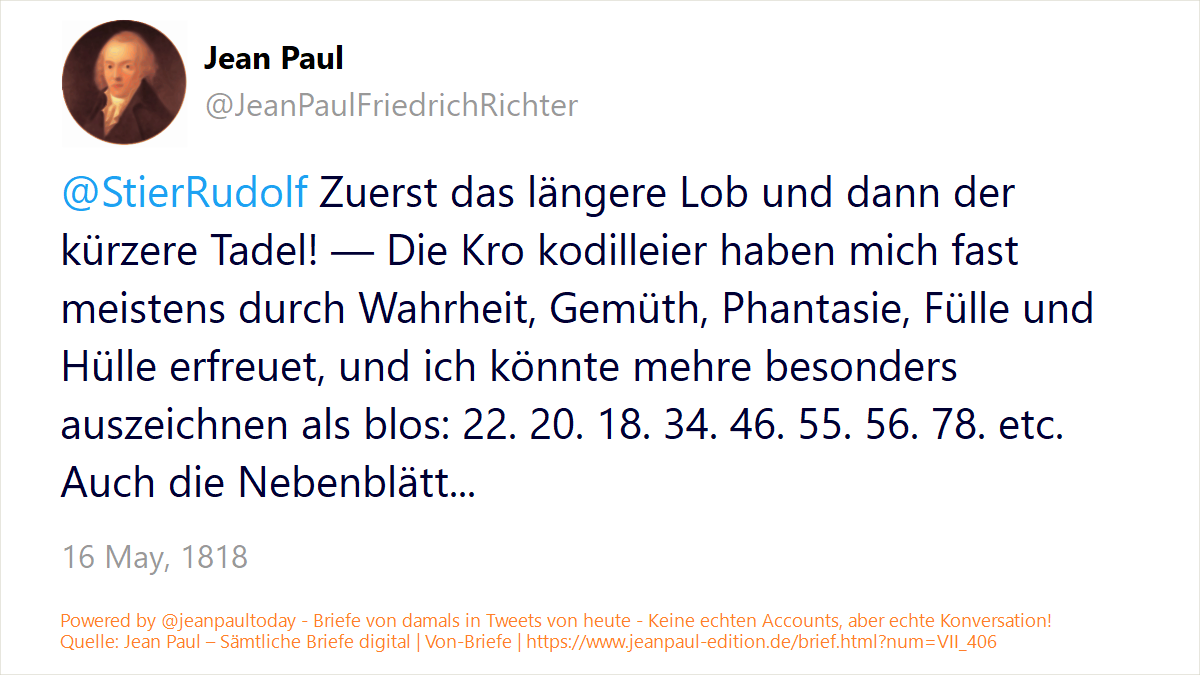 Jean Paul
@JeanPaulFriedrichRichter
@StierRudolf Zuerst das längere Lob und dann der
kürzere Tadel! — Die Kro kodilleier haben mich fast
meistens durch Wahrheit, Gemüth, Phantasie, Fülle und
Hülle erfreuet, und ich könnte mehre besonders
auszeichnen als blos: 22. 20. 18. 34. 46. 55. 56. 78. etc.
Auch die Nebenblätt...
16 May, 1818
Powered by @jeanpaultoday - Briefe von damals in Tweets von heute - Keine echten Accounts, aber echte Konversation!
Quelle: Jean Paul – Sämtliche Briefe digital | Von-Briefe | https://www.jeanpaul-edition.de/brief.html?num=VII_406